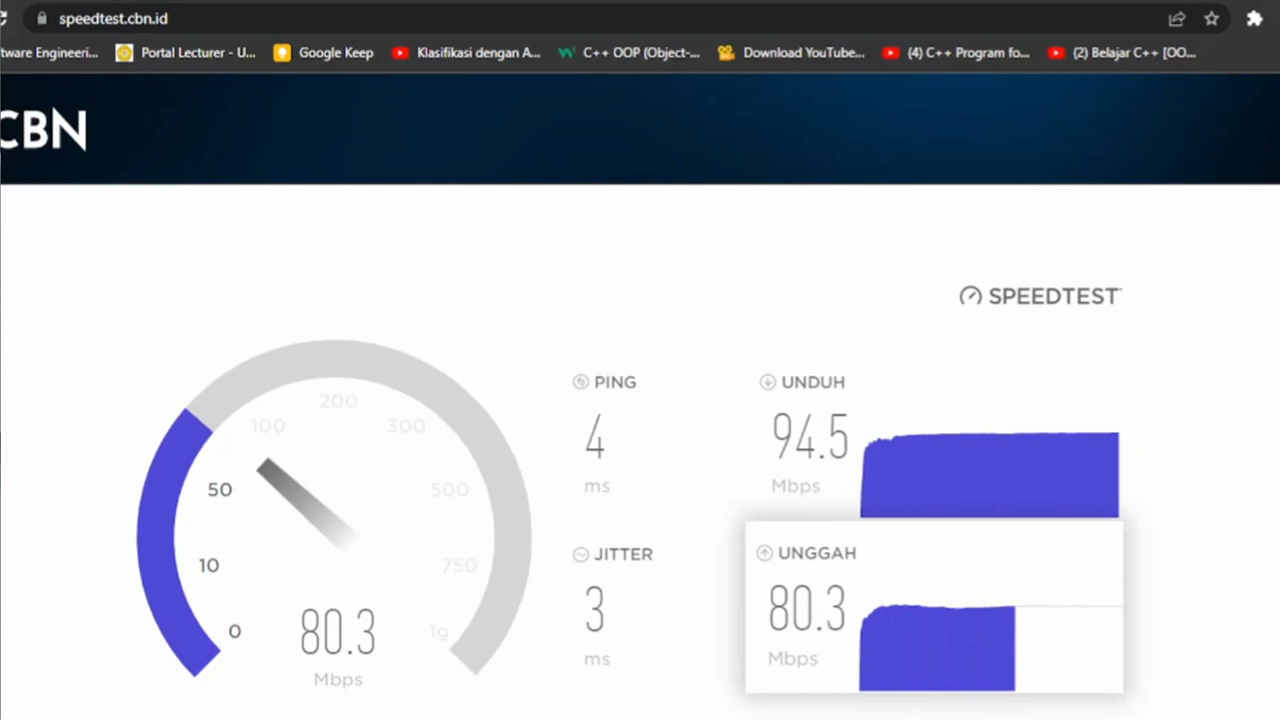 speedtest.cbn.id
tware Engineeri... Portal Lecturer - U... Google Keep Klasifikasi dengan A... C++ OOP (Object-... Download YouTube... (4) C++ Program fo... (2) Belajar C++ [OO...
CBN
SPEEDTEST
PING
4
ms
UNDUH
94.5
Mbps
JITTER
3
ms
UNGGAH
80.3
Mbps
0
10
50
100
200
300
500
750
1g
80.3
Mbps